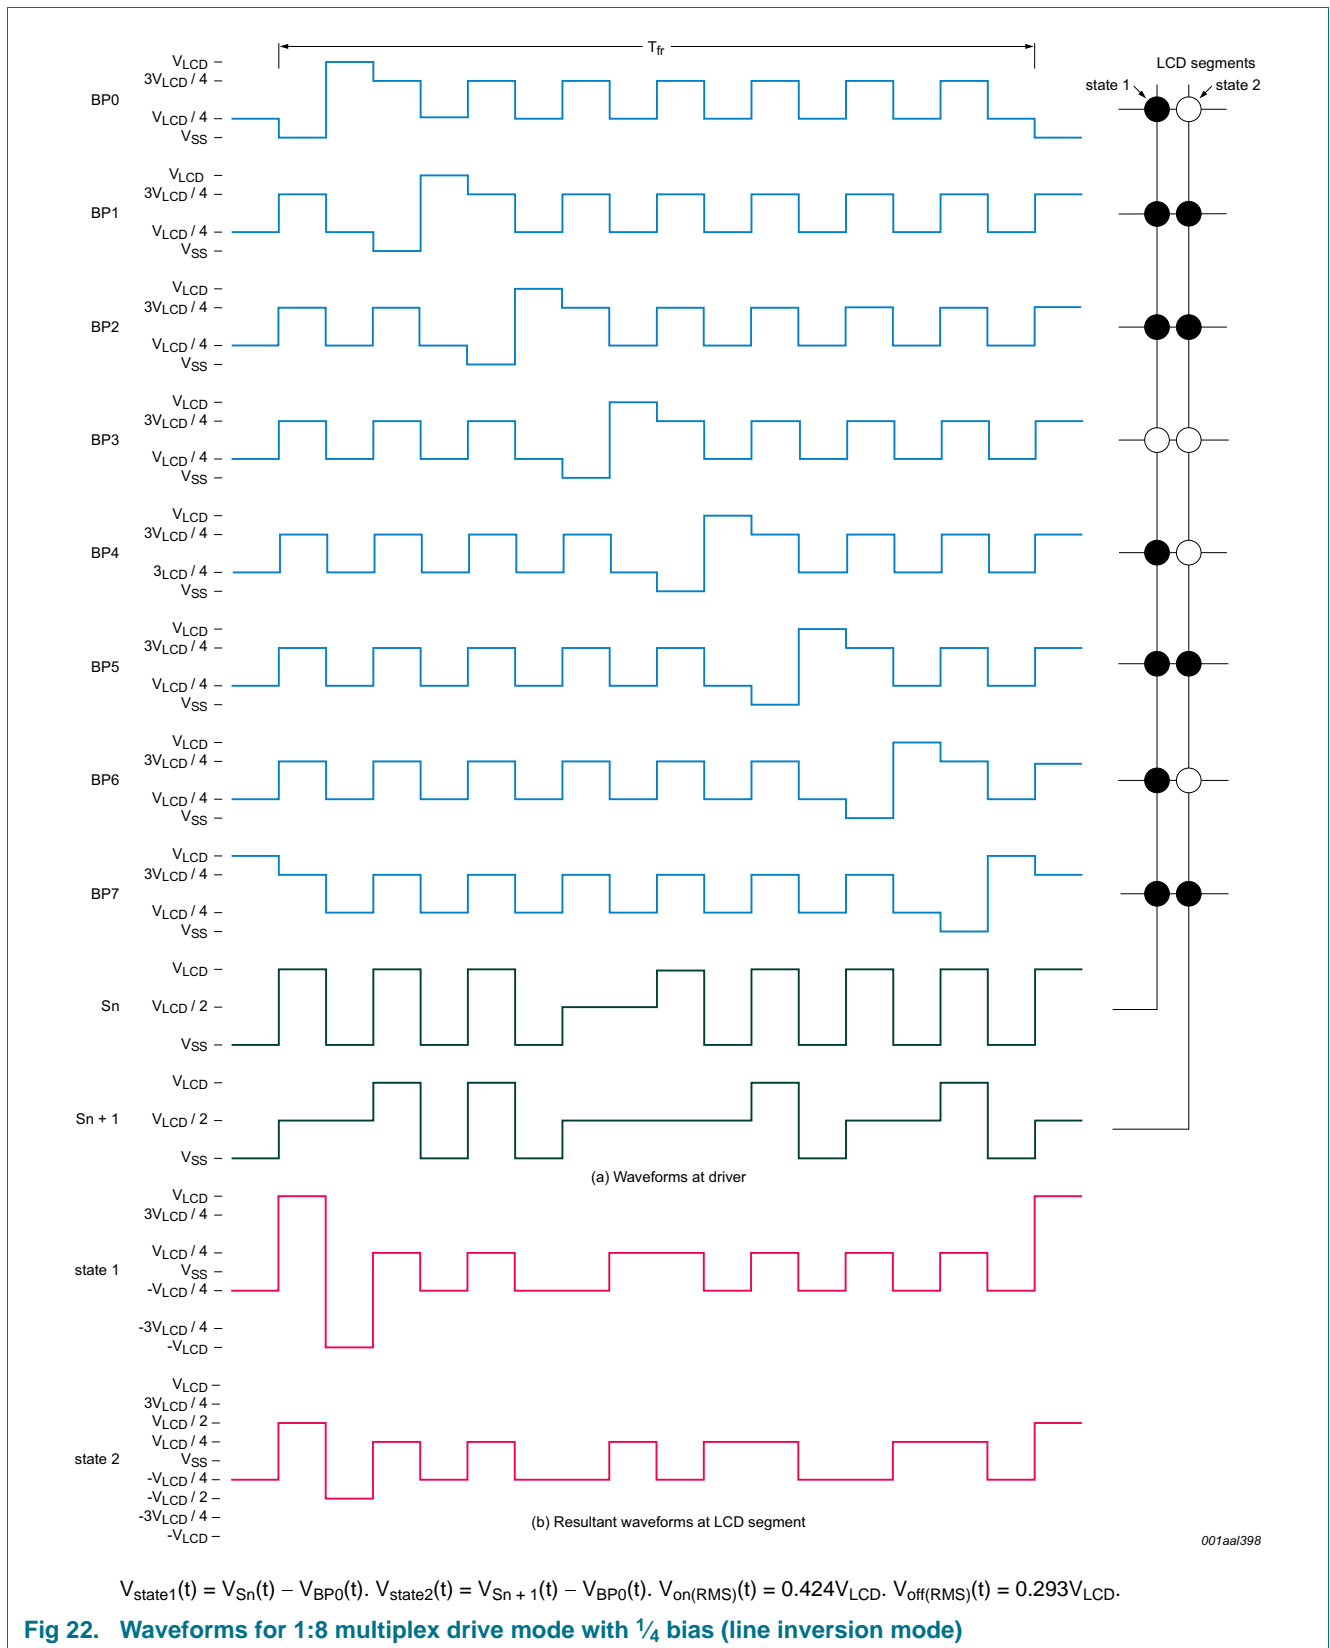 Tfr
LCD segments
state 1
state 2
BP0
VLCD
3VLCD / 4
VLCD / 4
VSS
BP1
VLCD
3VLCD / 4
VLCD / 4
VSS
BP2
VLCD
3VLCD / 4
VLCD / 4
VSS
BP3
VLCD
3VLCD / 4
VLCD / 4
VSS
BP4
VLCD
3VLCD / 4
3LCD / 4
VSS
BP5
VLCD
3VLCD / 4
VLCD / 4
VSS
BP6
VLCD
3VLCD / 4
VLCD / 4
VSS
BP7
VLCD
3VLCD / 4
VLCD / 4
VSS
Sn
VLCD
VLCD / 2
VSS
Sn + 1
VLCD
VLCD / 2
VSS
(a) Waveforms at driver
state 1
VLCD
3VLCD / 4
VLCD / 4
VSS
-VLCD / 4
-3VLCD / 4
-VLCD
state 2
VLCD
3VLCD / 4
VLCD / 2
VLCD / 4
VSS
-VLCD / 4
-VLCD / 2
-3VLCD / 4
-VLCD
(b) Resultant waveforms at LCD segment
001aal398
Vstate1(t) = VSn(t) − VBP0(t). Vstate2(t) = VSn + 1(t) − VBP0(t). Von(RMS)(t) = 0.424VLCD. Voff(RMS)(t) = 0.293VLCD.
Fig 22. Waveforms for 1:8 multiplex drive mode with 1⁄4 bias (line inversion mode)